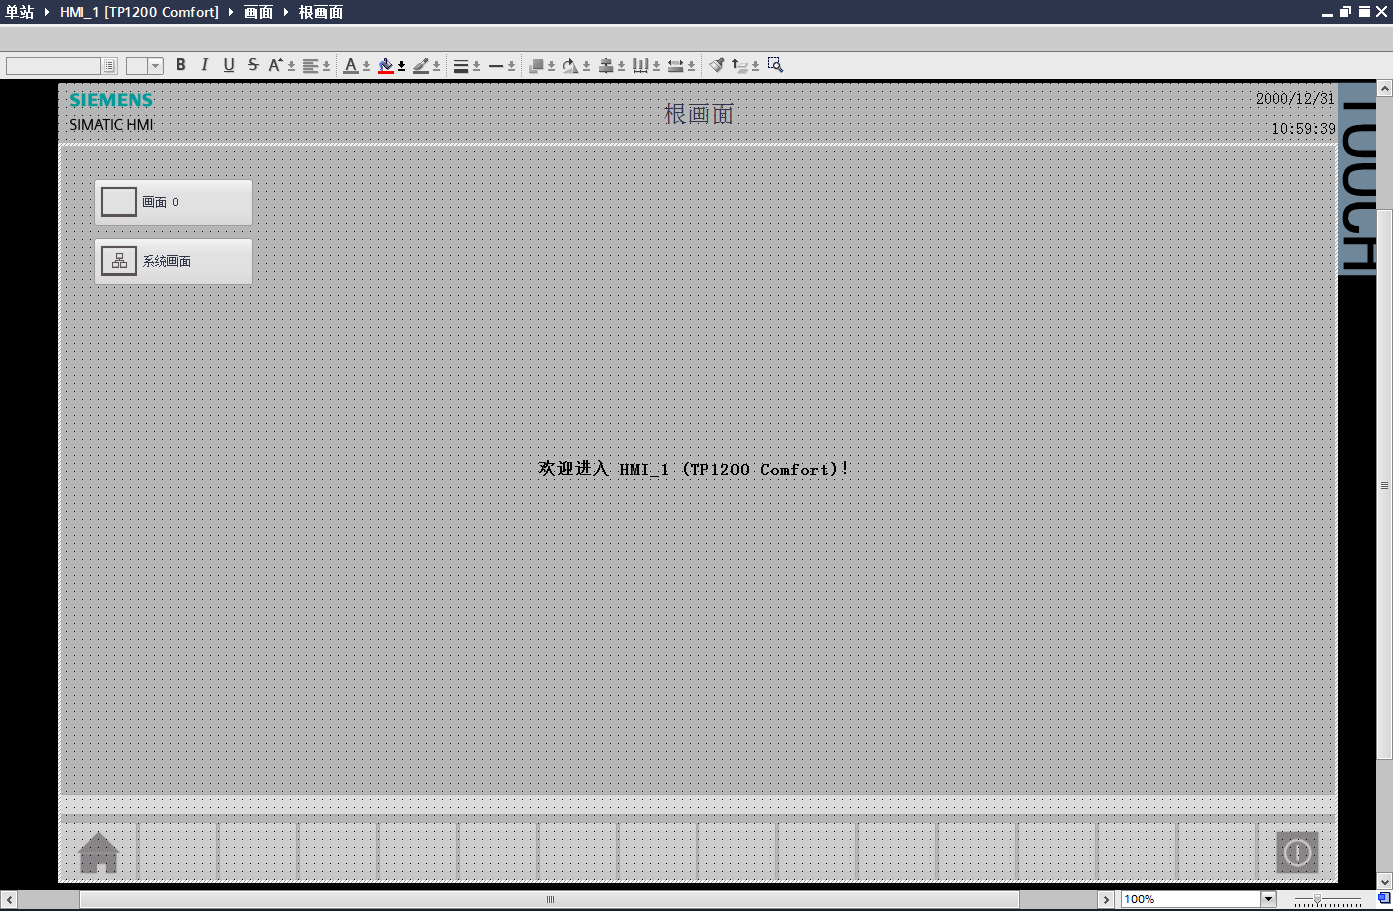 单站 HMI_1 [TP1200 Comfort] 画面 根画面
B I U S A A
SIEMENS
SIMATIC HMI
根画面
2000/12/31
10:59:39
TOUCH
画面 0
系统画面
欢迎进入 HMI_1 (TP1200 Comfort)!
100%